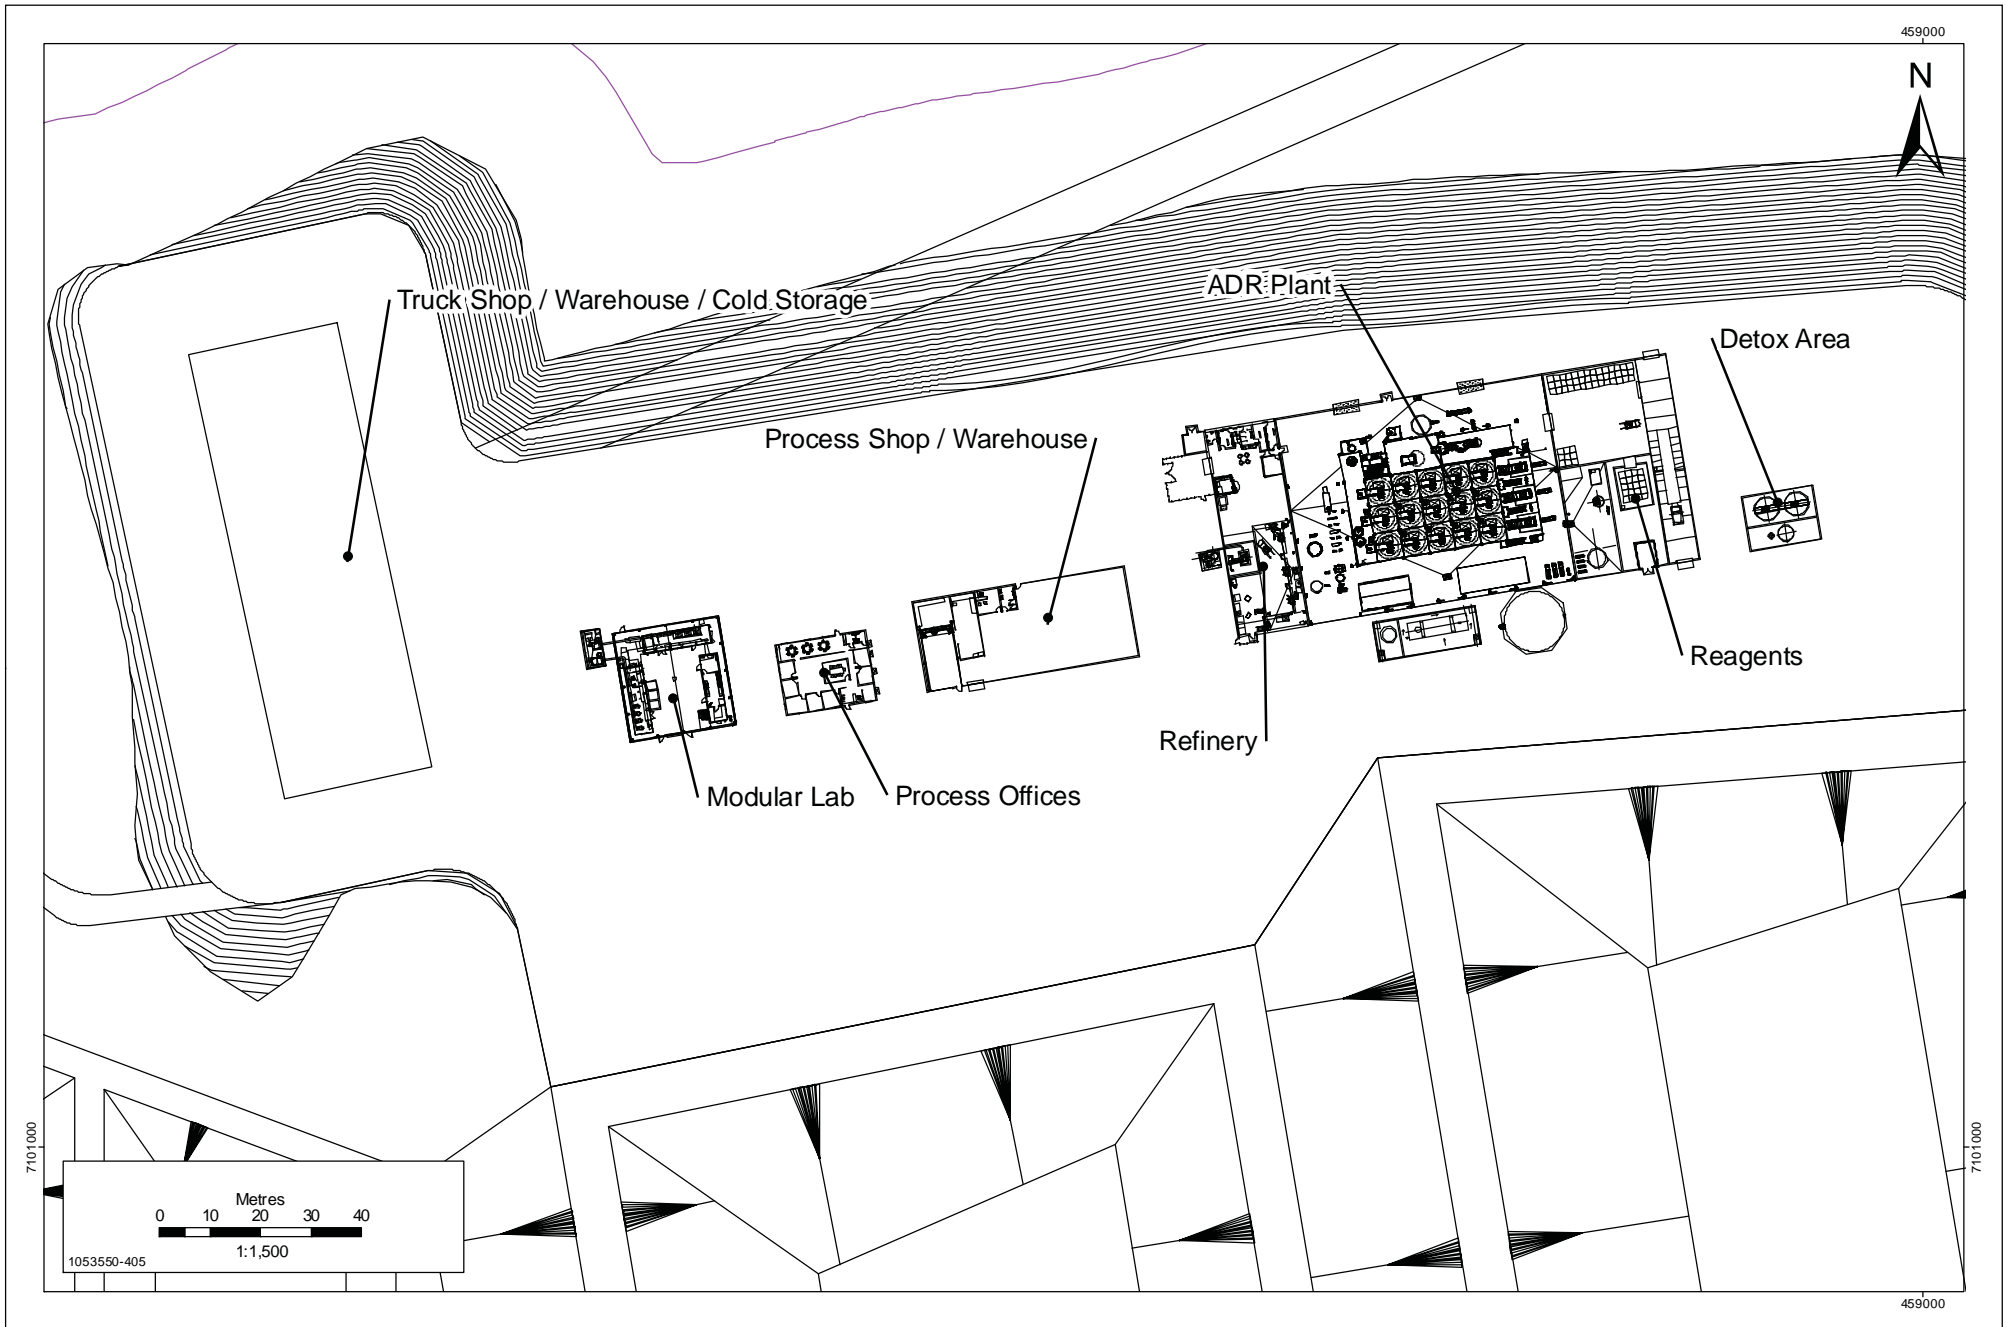 459000
N
Truck Shop / Warehouse / Cold Storage
ADR Plant
Detox Area
Process Shop / Warehouse
Reagents
Refinery
Modular Lab
Process Offices
7101000
7101000
Metres
0 10 20 30 40
1:1,500
1053550-405
459000